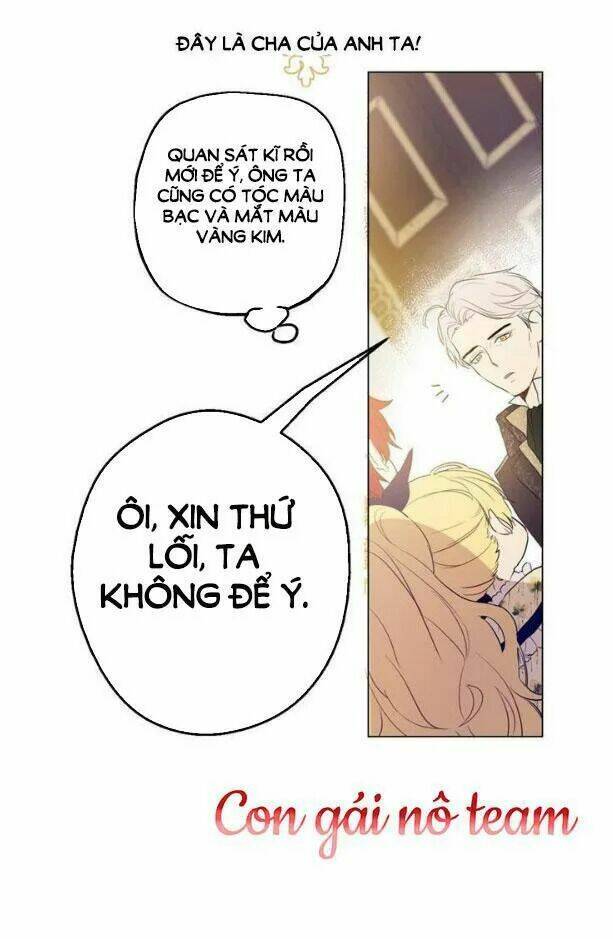 ĐÂY LÀ CHA CỦA ANH TA!
QUAN SÁT KĨ RỒI
MỚI ĐỂ Ý, ÔNG TA
CŨNG CÓ TÓC MÀU
BẠC VÀ MẮT MÀU
VÀNG KIM.
ÔI, XIN THỨ
LỖI, TA
KHÔNG ĐỂ Ý.
Con gái nô team